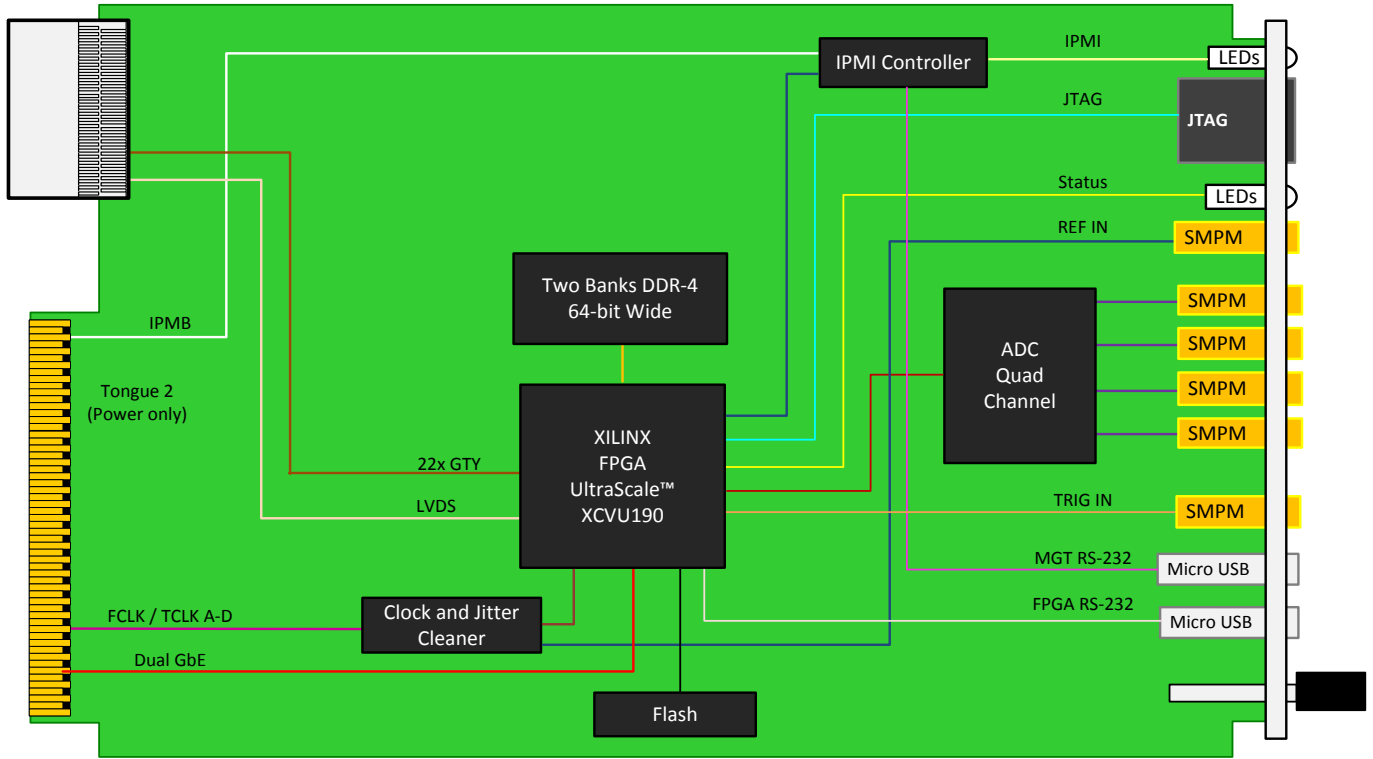 IPMI
IPMI Controller
LEDs
JTAG
JTAG
Status
LEDs
REF IN
SMPM
Two Banks DDR-4
64-bit Wide
SMPM
IPMB
SMPM
ADC
Quad
Channel
SMPM
Tongue 2
(Power only)
SMPM
XILINX
FPGA
UltraScale™
XCVU190
22x GTY
LVDS
TRIG IN
SMPM
MGT RS-232
Micro USB
FPGA RS-232
Micro USB
FCLK / TCLK A-D
Clock and Jitter
Cleaner
Dual GbE
Flash